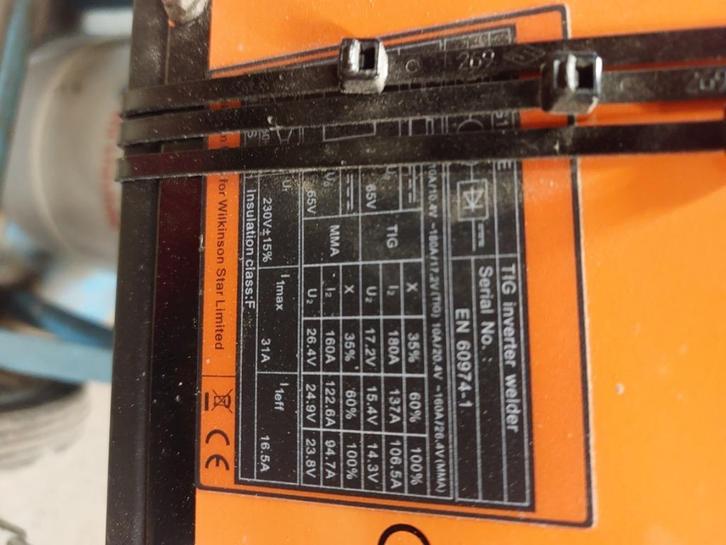 TIG inverter welder
Serial No.:
EN 60974-1
10A/10.4V ~180A/17.2V(TIG) 10A/20.4V ~160A/26.4V(MMA)
TIG X 35% 60% 100%
I2 180A 137A 106.5A
65V U2 17.2V 15.4V 14.3V
MMA X 35% 60% 100%
I2 160A 122.6A 94.7A
65V U2 26.4V 24.9V 23.8V
U1 230V±15% I1max 31A I1eff 16.5A
Insulation class:F
for Wilkinson Star Limited
CE
269